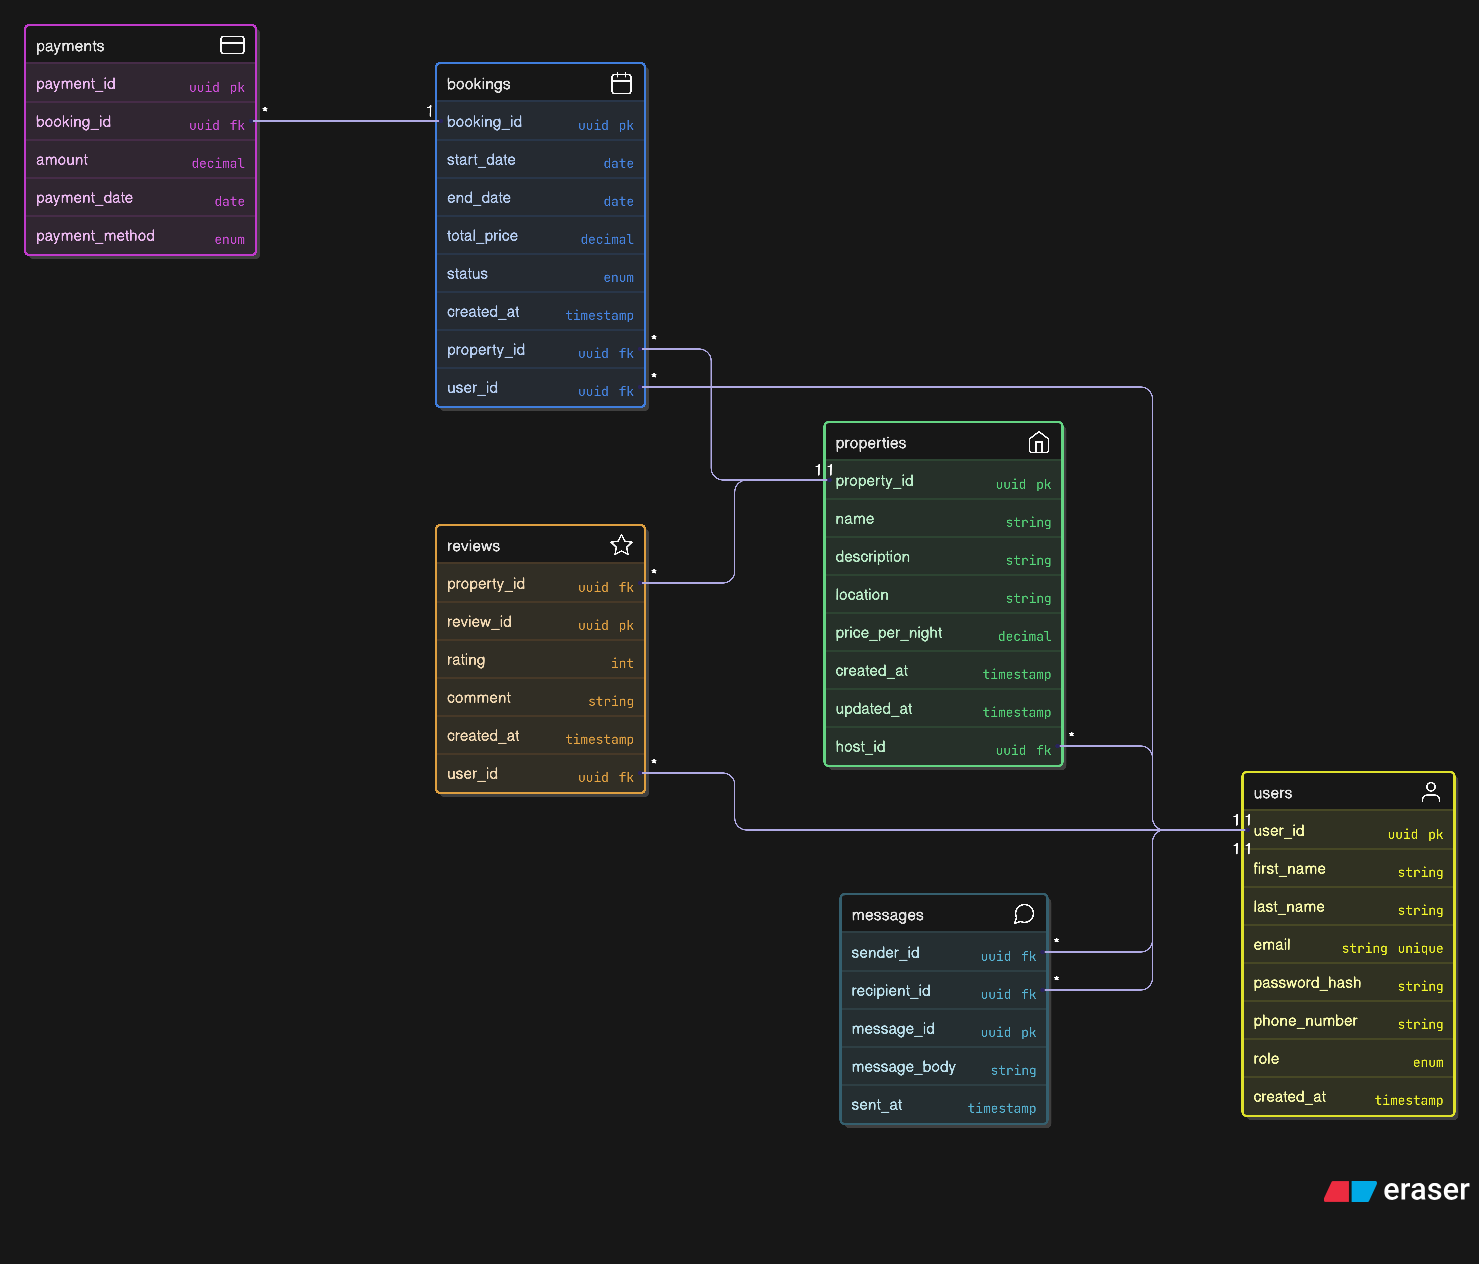 payments
payment_id uuid pk
booking_id uuid fk
amount decimal
payment_date date
payment_method enum
* 1
bookings
booking_id uuid pk
start_date date
end_date date
total_price decimal
status enum
created_at timestamp
property_id uuid fk
user_id uuid fk
*
*
properties
1 1
property_id uuid pk
name string
description string
location string
price_per_night decimal
created_at timestamp
updated_at timestamp
host_id uuid fk
*
reviews
property_id uuid fk
review_id uuid pk
rating int
comment string
created_at timestamp
user_id uuid fk
*
*
users
1 1
user_id uuid pk
1 1
first_name string
last_name string
email string unique
password_hash string
phone_number string
role enum
created_at timestamp
messages
sender_id uuid fk
recipient_id uuid fk
message_id uuid pk
message_body string
sent_at timestamp
*
*
eraser